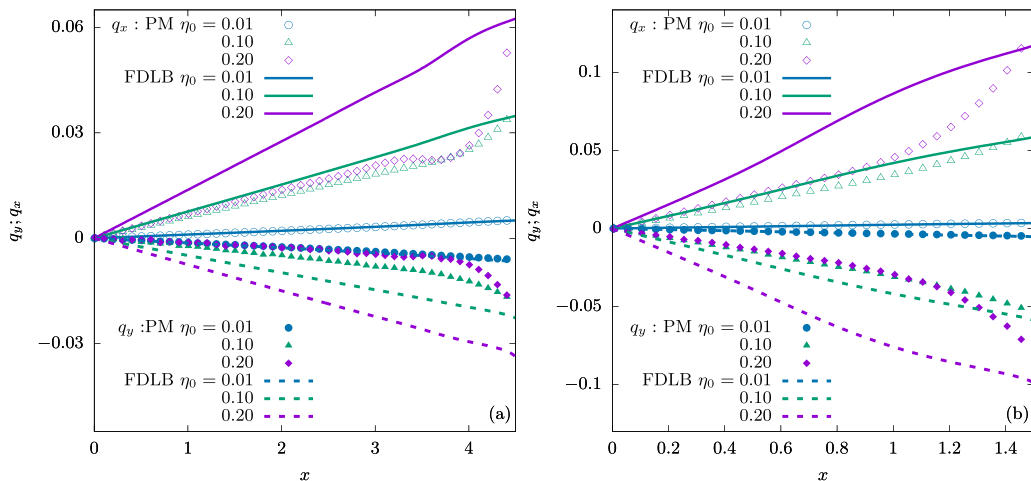 q_x : PM η_0 = 0.01
0.10
0.20
FDLB η_0 = 0.01
0.10
0.20
q_y :PM η_0 = 0.01
0.10
0.20
FDLB η_0 = 0.01
0.10
0.20
0.06
0.03
0
−0.03
q_y; q_x
0 1 2 3 4
x
(a)
q_x : PM η_0 = 0.01
0.10
0.20
FDLB η_0 = 0.01
0.10
0.20
q_y : PM η_0 = 0.01
0.10
0.20
FDLB η_0 = 0.01
0.10
0.20
0.1
0.05
0
−0.05
−0.1
q_y; q_x
0 0.2 0.4 0.6 0.8 1 1.2 1.4
x
(b)